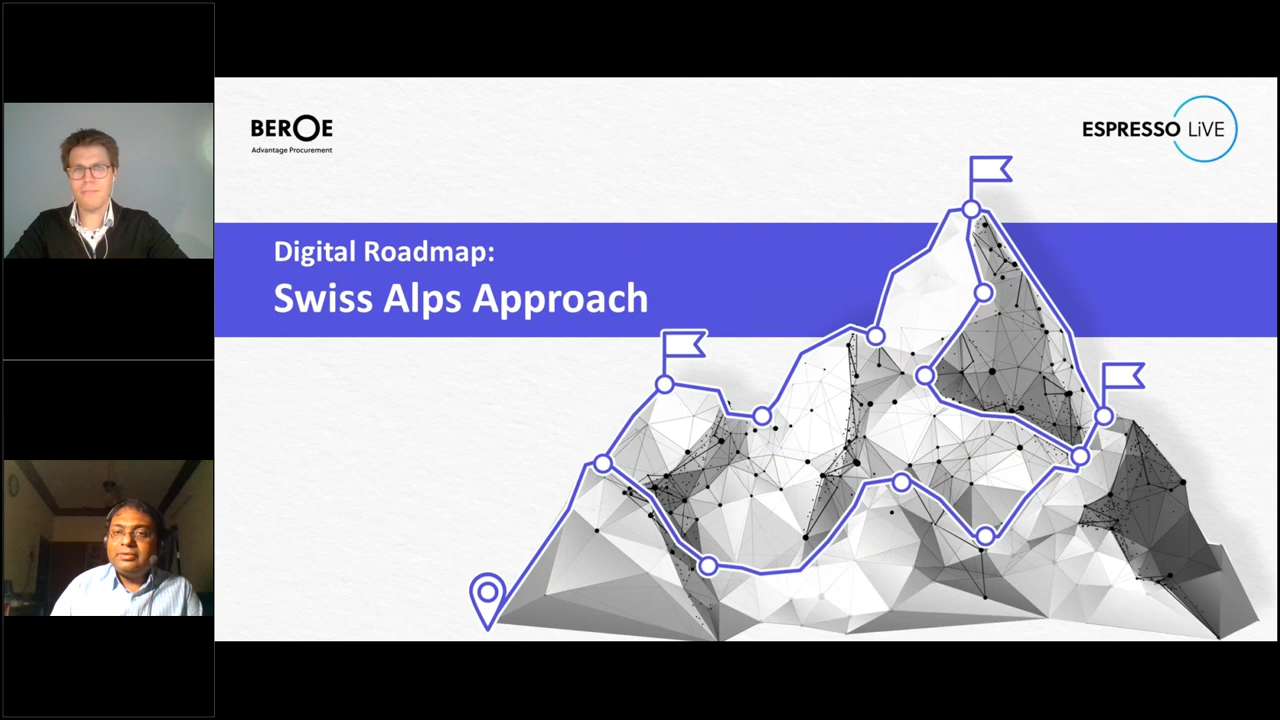 BEROE
Advantage Procurement
ESPRESSO LiVE
Digital Roadmap:
Swiss Alps Approach